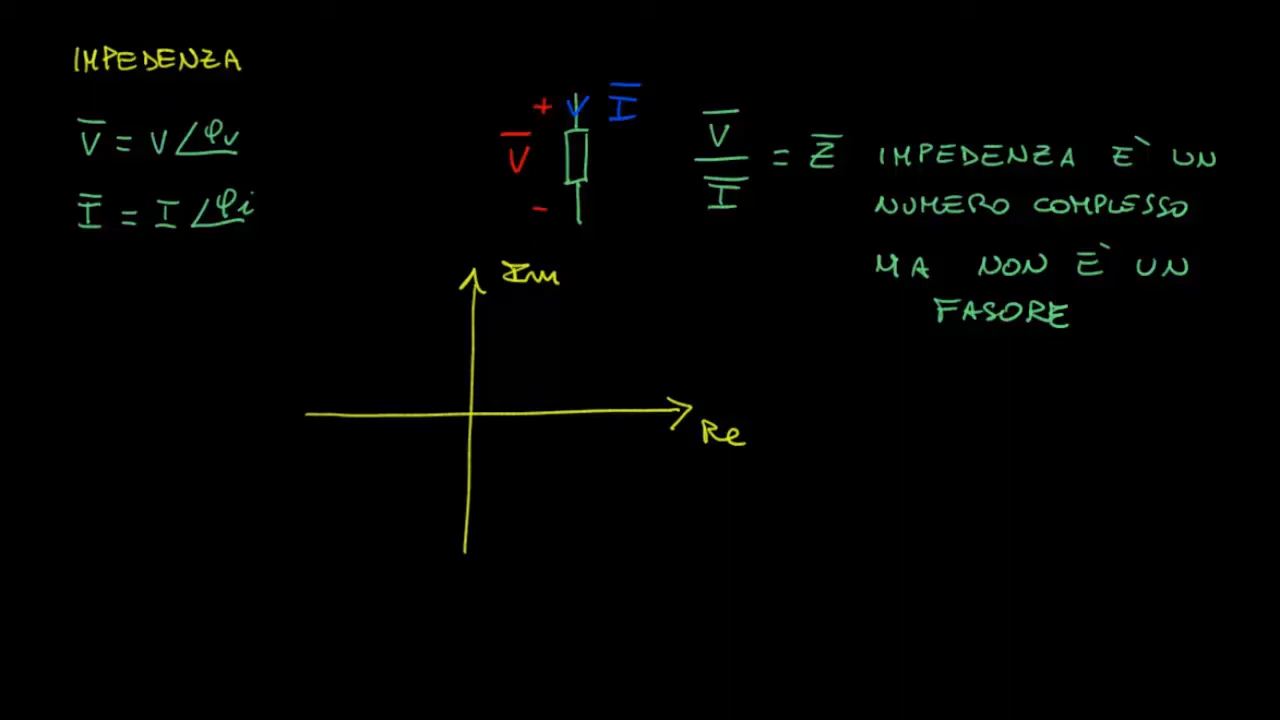 IMPEDENZA
V̅ = V∠φv
I̅ = I∠φi
+ I̅
V̅
-
V̅/I̅ = Z̅ IMPEDENZA E` UN
NUMERO COMPLESSO
MA NON E` UN
FASORE
Im
Re